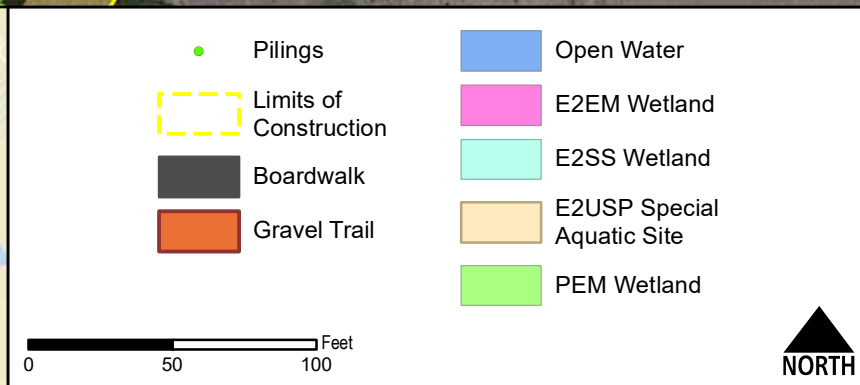 Pilings
Limits of
Construction
Boardwalk
Gravel Trail
Open Water
E2EM Wetland
E2SS Wetland
E2USP Special
Aquatic Site
PEM Wetland
Feet
0 50 100
NORTH